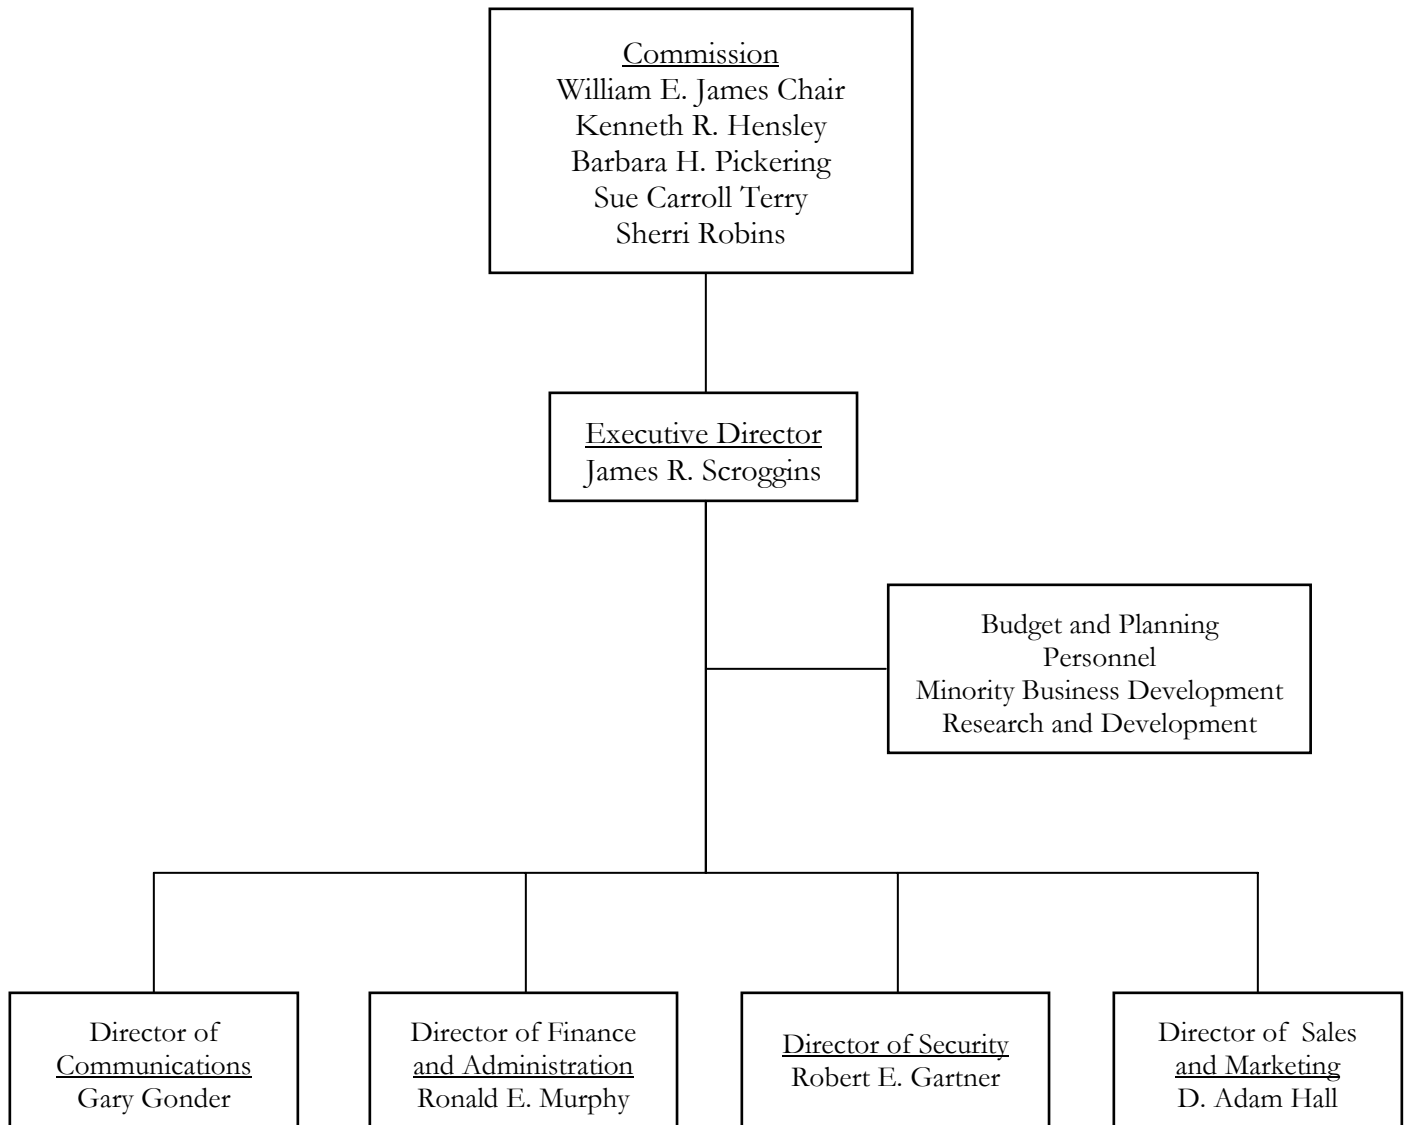 Commission
William E. James Chair
Kenneth R. Hensley
Barbara H. Pickering
Sue Carroll Terry
Sherri Robins
Executive Director
James R. Scroggins
Budget and Planning
Personnel
Minority Business Development
Research and Development
Director of
Communications
Gary Gonder
Director of Finance
and Administration
Ronald E. Murphy
Director of Security
Robert E. Gartner
Director of  Sales
and Marketing
D. Adam Hall